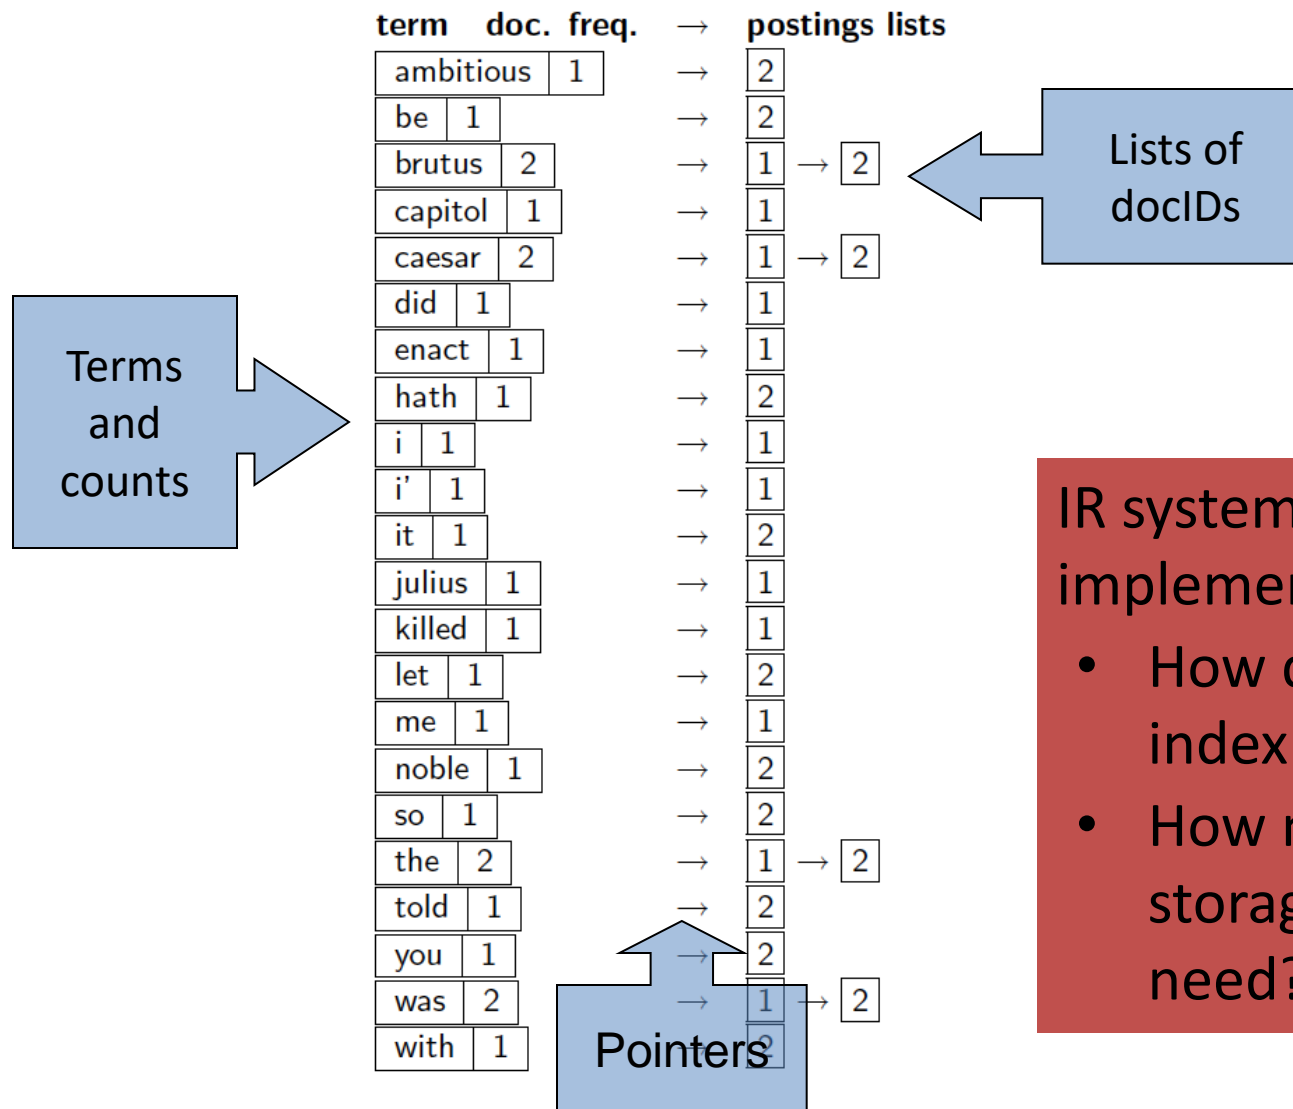 term doc. freq. → postings lists
ambitious 1 → 2
be 1 → 2
brutus 2 → 1 → 2
capitol 1 → 1
caesar 2 → 1 → 2
did 1 → 1
enact 1 → 1
hath 1 → 2
i 1 → 1
i' 1 → 1
it 1 → 2
julius 1 → 1
killed 1 → 1
let 1 → 2
me 1 → 1
noble 1 → 2
so 1 → 2
the 2 → 1 → 2
told 1 → 2
you 1 → 2
was 2 → 1 → 2
with 1 → 2
Terms
and
counts
Lists of
docIDs
Pointers
IR system
implemen
• How
index
• How
storag
need?